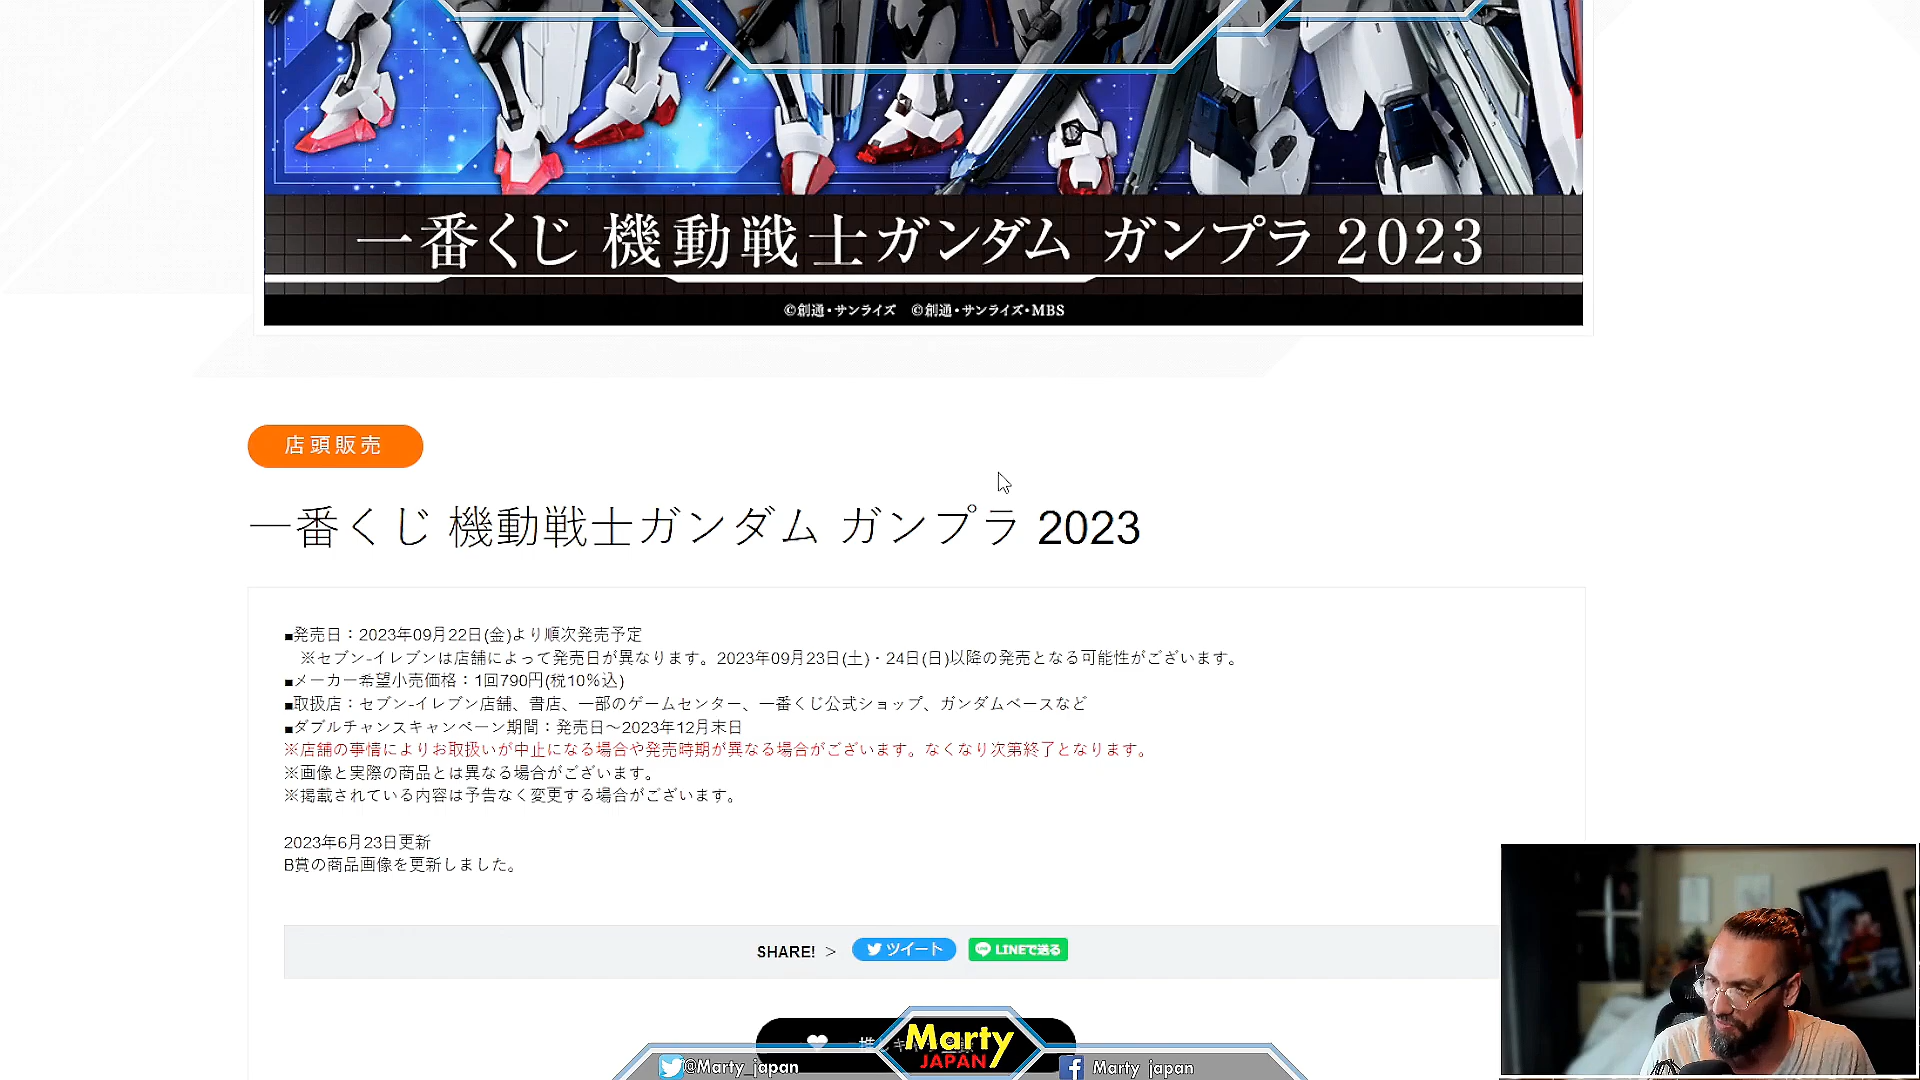 一番くじ 機動戦士ガンダム ガンプラ 2023
©創通・サンライズ ©創通・サンライズ・MBS
店頭販売
一番くじ 機動戦士ガンダム ガンプラ 2023
■発売日：2023年09月22日(金)より順次発売予定
※セブン-イレブンは店舗によって発売日が異なります。2023年09月23日(土)・24日(日)以降の発売となる可能性がございます。
■メーカー希望小売価格：1回790円(税10%込)
■取扱店：セブン-イレブン店舗、書店、一部のゲームセンター、一番くじ公式ショップ、ガンダムベースなど
■ダブルチャンスキャンペーン期間：発売日～2023年12月末日
※店舗の事情によりお取扱いが中止になる場合や発売時期が異なる場合がございます。なくなり次第終了となります。
※画像と実際の商品とは異なる場合がございます。
※掲載されている内容は予告なく変更する場合がございます。
2023年6月23日更新
B賞の商品画像を更新しました。
SHARE! > ツイート LINEで送る
Marty
JAPAN
@Marty_japan Marty japan